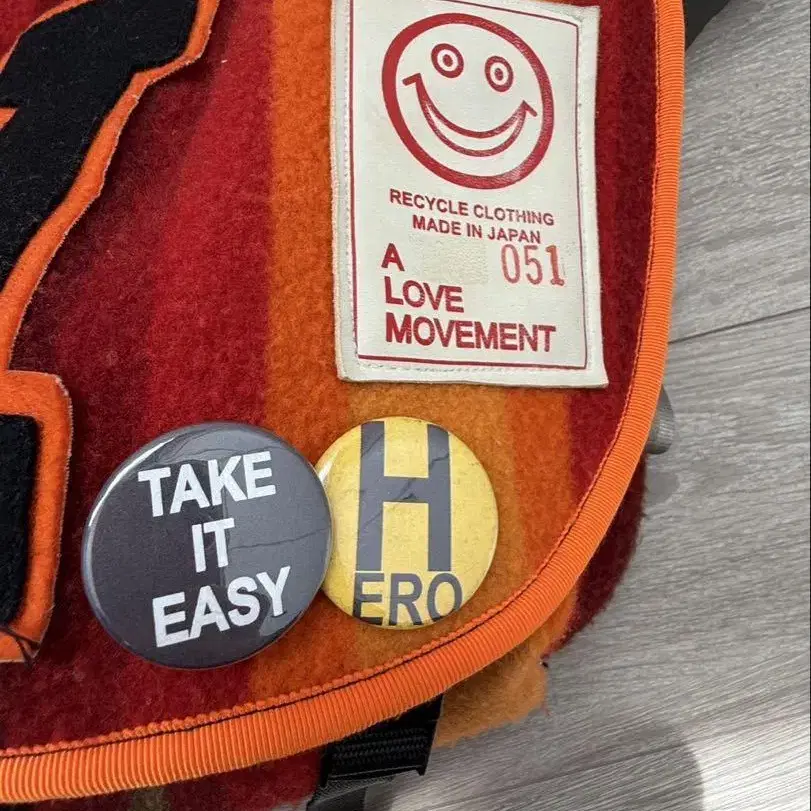 RECYCLE CLOTHING
MADE IN JAPAN
A
051
LOVE
MOVEMENT
TAKE
IT
EASY
H
ERO